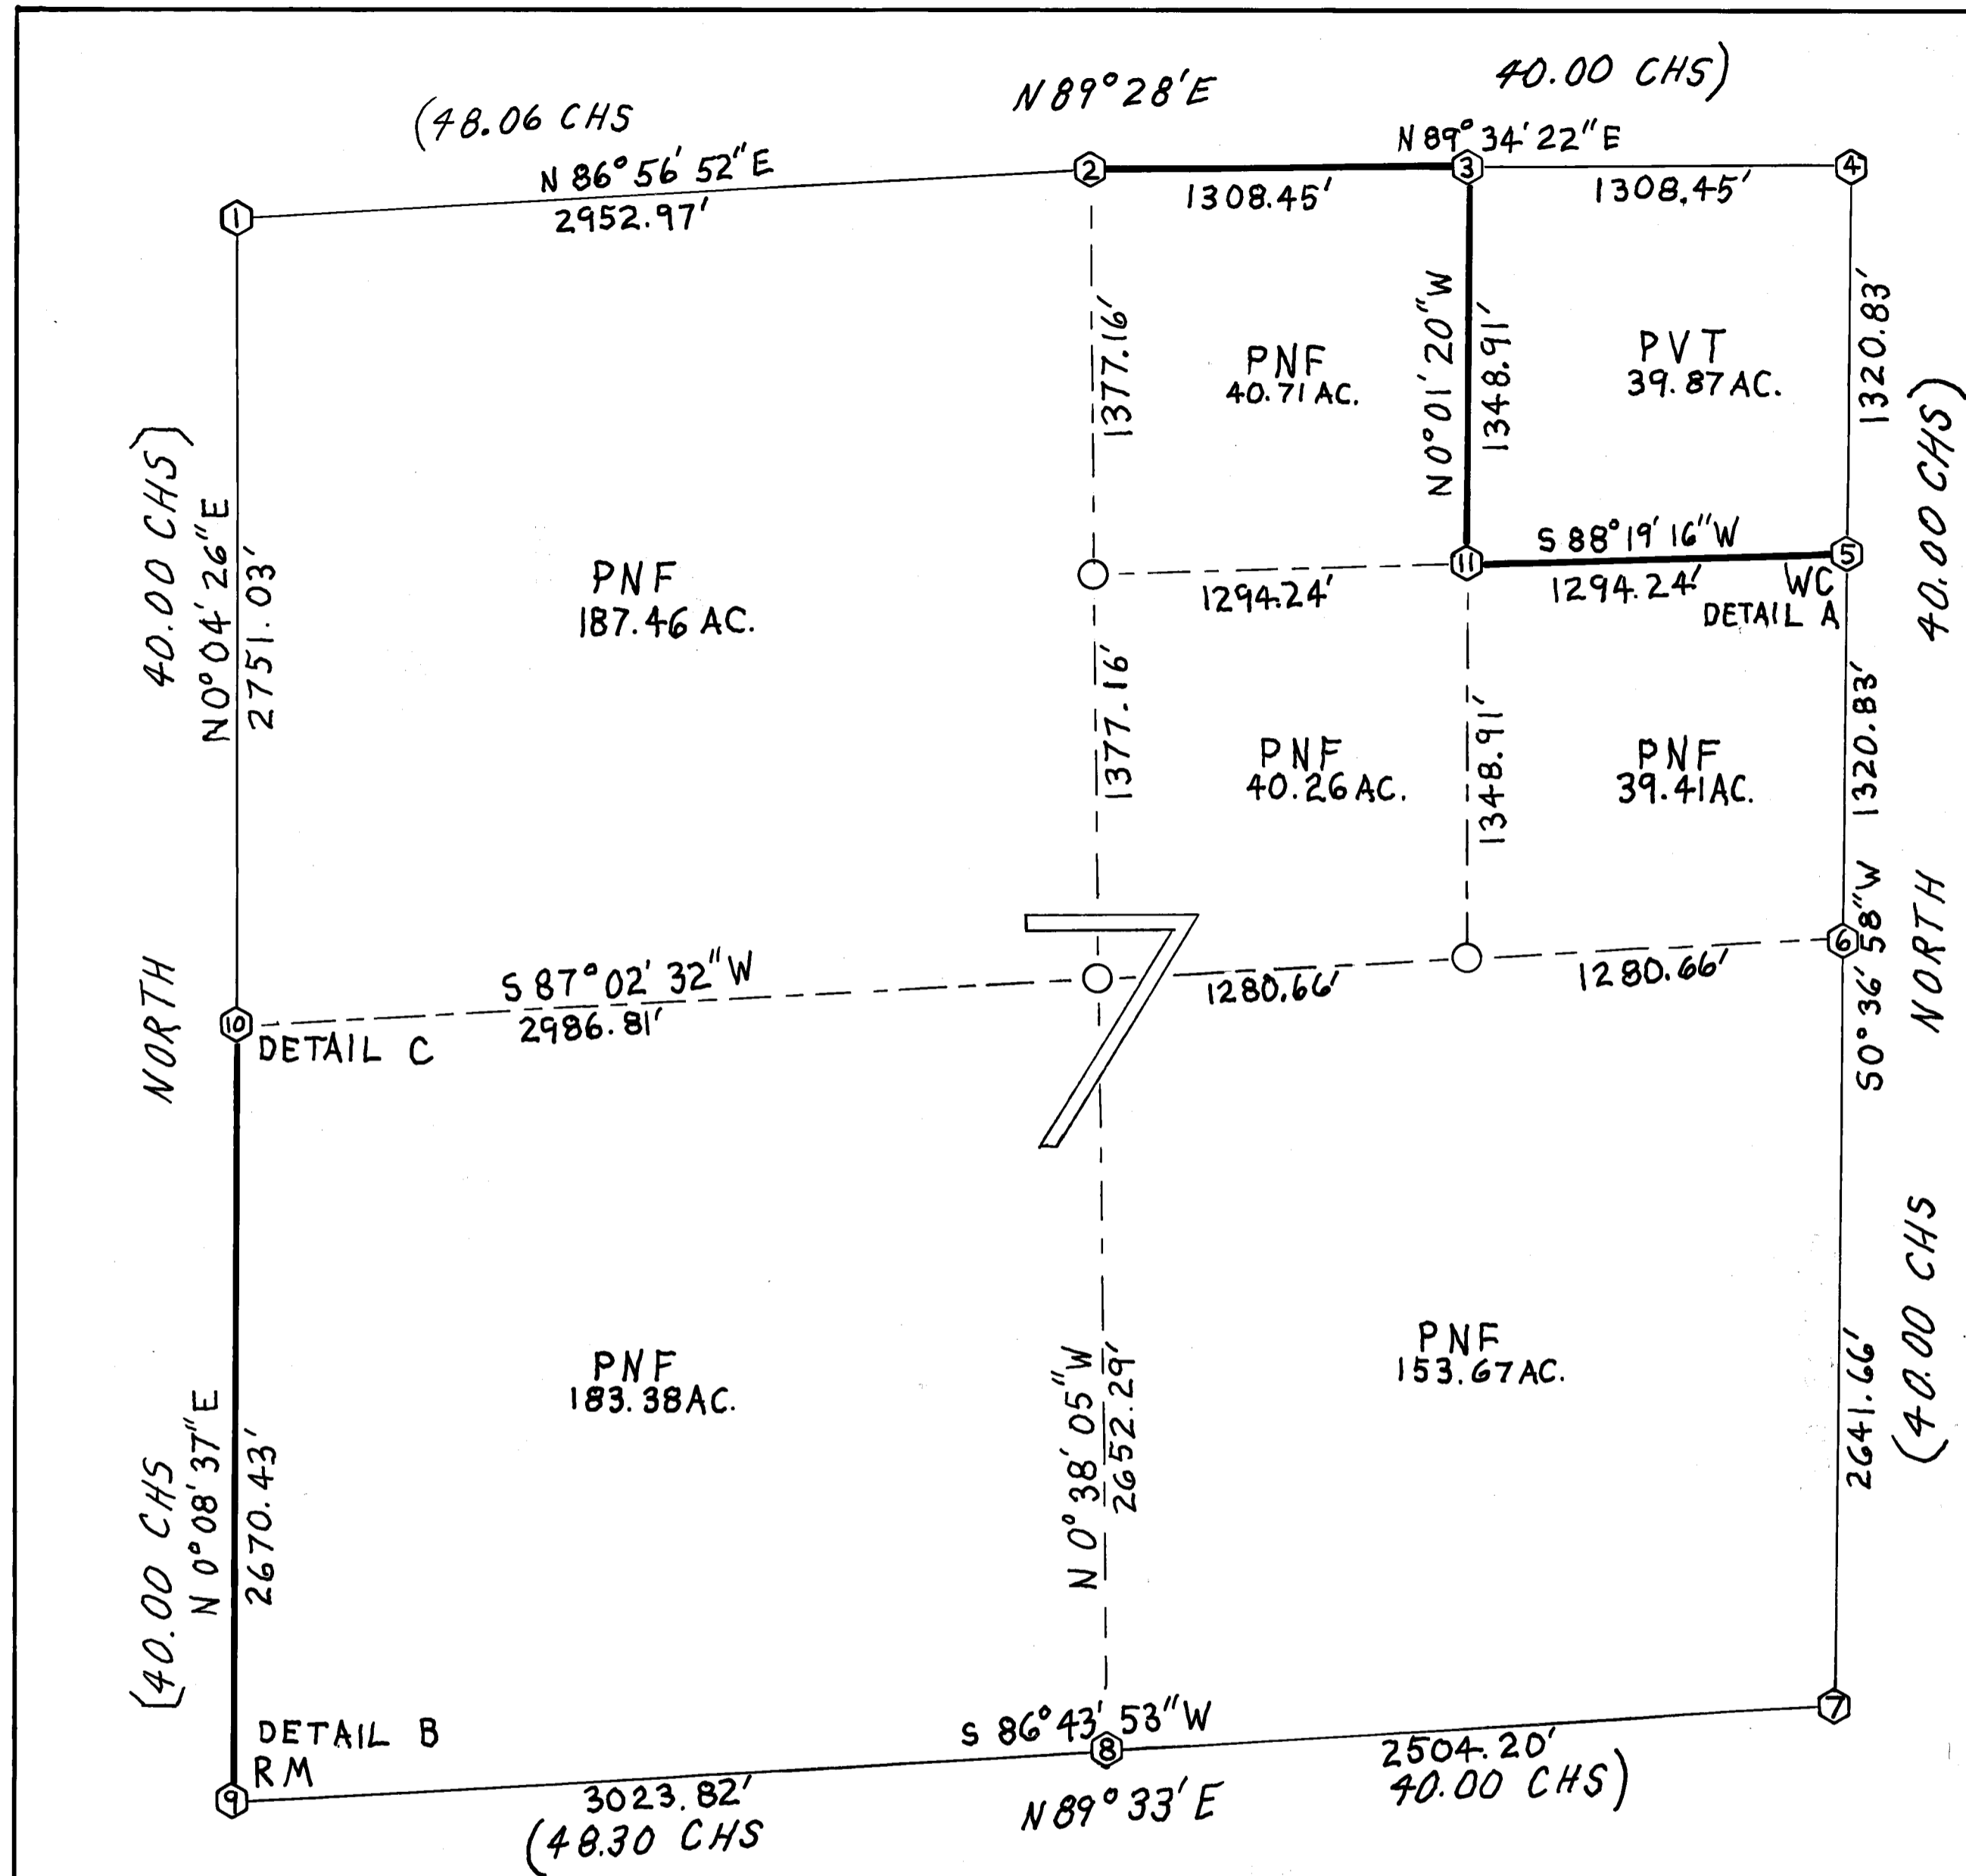 (48.06 CHS
N 89° 28' E
40.00 CHS)
N 86° 56' 52" E
2952.97'
N 89° 34' 22" E
1
2
3
4
1308.45'
1308.45'
1377.16'
PNF
40.71 AC.
N 0° 01' 20" W
1348.91'
PVT
39.87 AC.
1320.83'
40.00 CHS)
40.00 CHS)
N 0° 04' 26" E
2751.03'
PNF
187.46 AC.
1294.24'
11
S 88° 19' 16" W
1294.24'
5
WC
DETAIL A
1377.16'
PNF
40.26 AC.
1348.91'
PNF
39.41 AC.
1320.83'
NORTH
S 0° 36' 58" W
NORTH
10
DETAIL C
S 87° 02' 32" W
2986.81'
7
1280.66'
1280.66'
6
(40.00 CHS
N 0° 08' 37" E
2670.43'
PNF
183.38 AC.
N 0° 38' 05" W
2652.29'
PNF
153.67 AC.
2641.66'
(40.00 CHS
DETAIL B
RM
9
3023.82'
(48.30 CHS
S 86° 43' 53" W
8
N 89° 33' E
2504.20'
40.00 CHS)
7